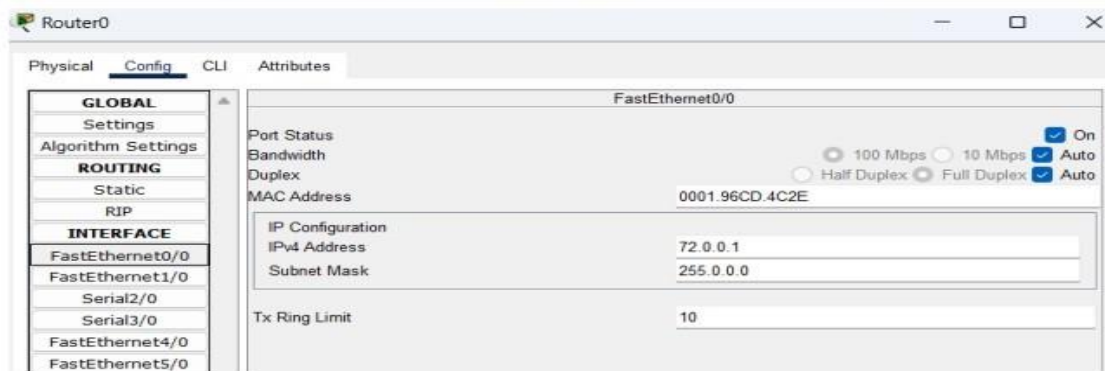 Router0
Physical Config CLI Attributes
GLOBAL
Settings
Algorithm Settings
ROUTING
Static
RIP
INTERFACE
FastEthernet0/0
FastEthernet1/0
Serial2/0
Serial3/0
FastEthernet4/0
FastEthernet5/0
FastEthernet0/0
Port Status On
Bandwidth 100 Mbps 10 Mbps Auto
Duplex Half Duplex Full Duplex Auto
MAC Address 0001.96CD.4C2E
IP Configuration
IPv4 Address 72.0.0.1
Subnet Mask 255.0.0.0
Tx Ring Limit 10